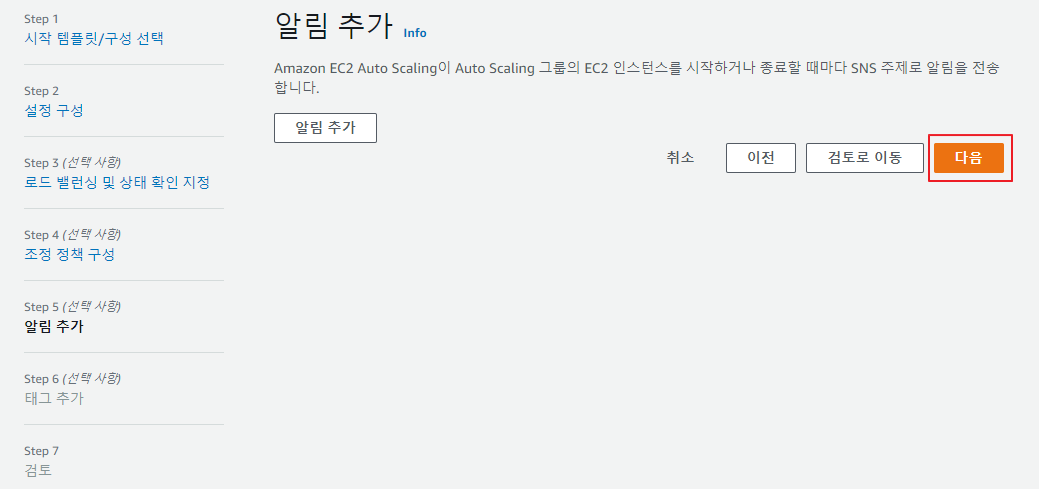 Step 1
시작 템플릿/구성 선택
Step 2
설정 구성
Step 3 (선택 사항)
로드 밸런싱 및 상태 확인 지정
Step 4 (선택 사항)
조정 정책 구성
Step 5 (선택 사항)
알림 추가
Step 6 (선택 사항)
태그 추가
Step 7
검토
알림 추가 Info
Amazon EC2 Auto Scaling이 Auto Scaling 그룹의 EC2 인스턴스를 시작하거나 종료할 때마다 SNS 주제로 알림을 전송
합니다.
알림 추가
취소 이전 검토로 이동 다음